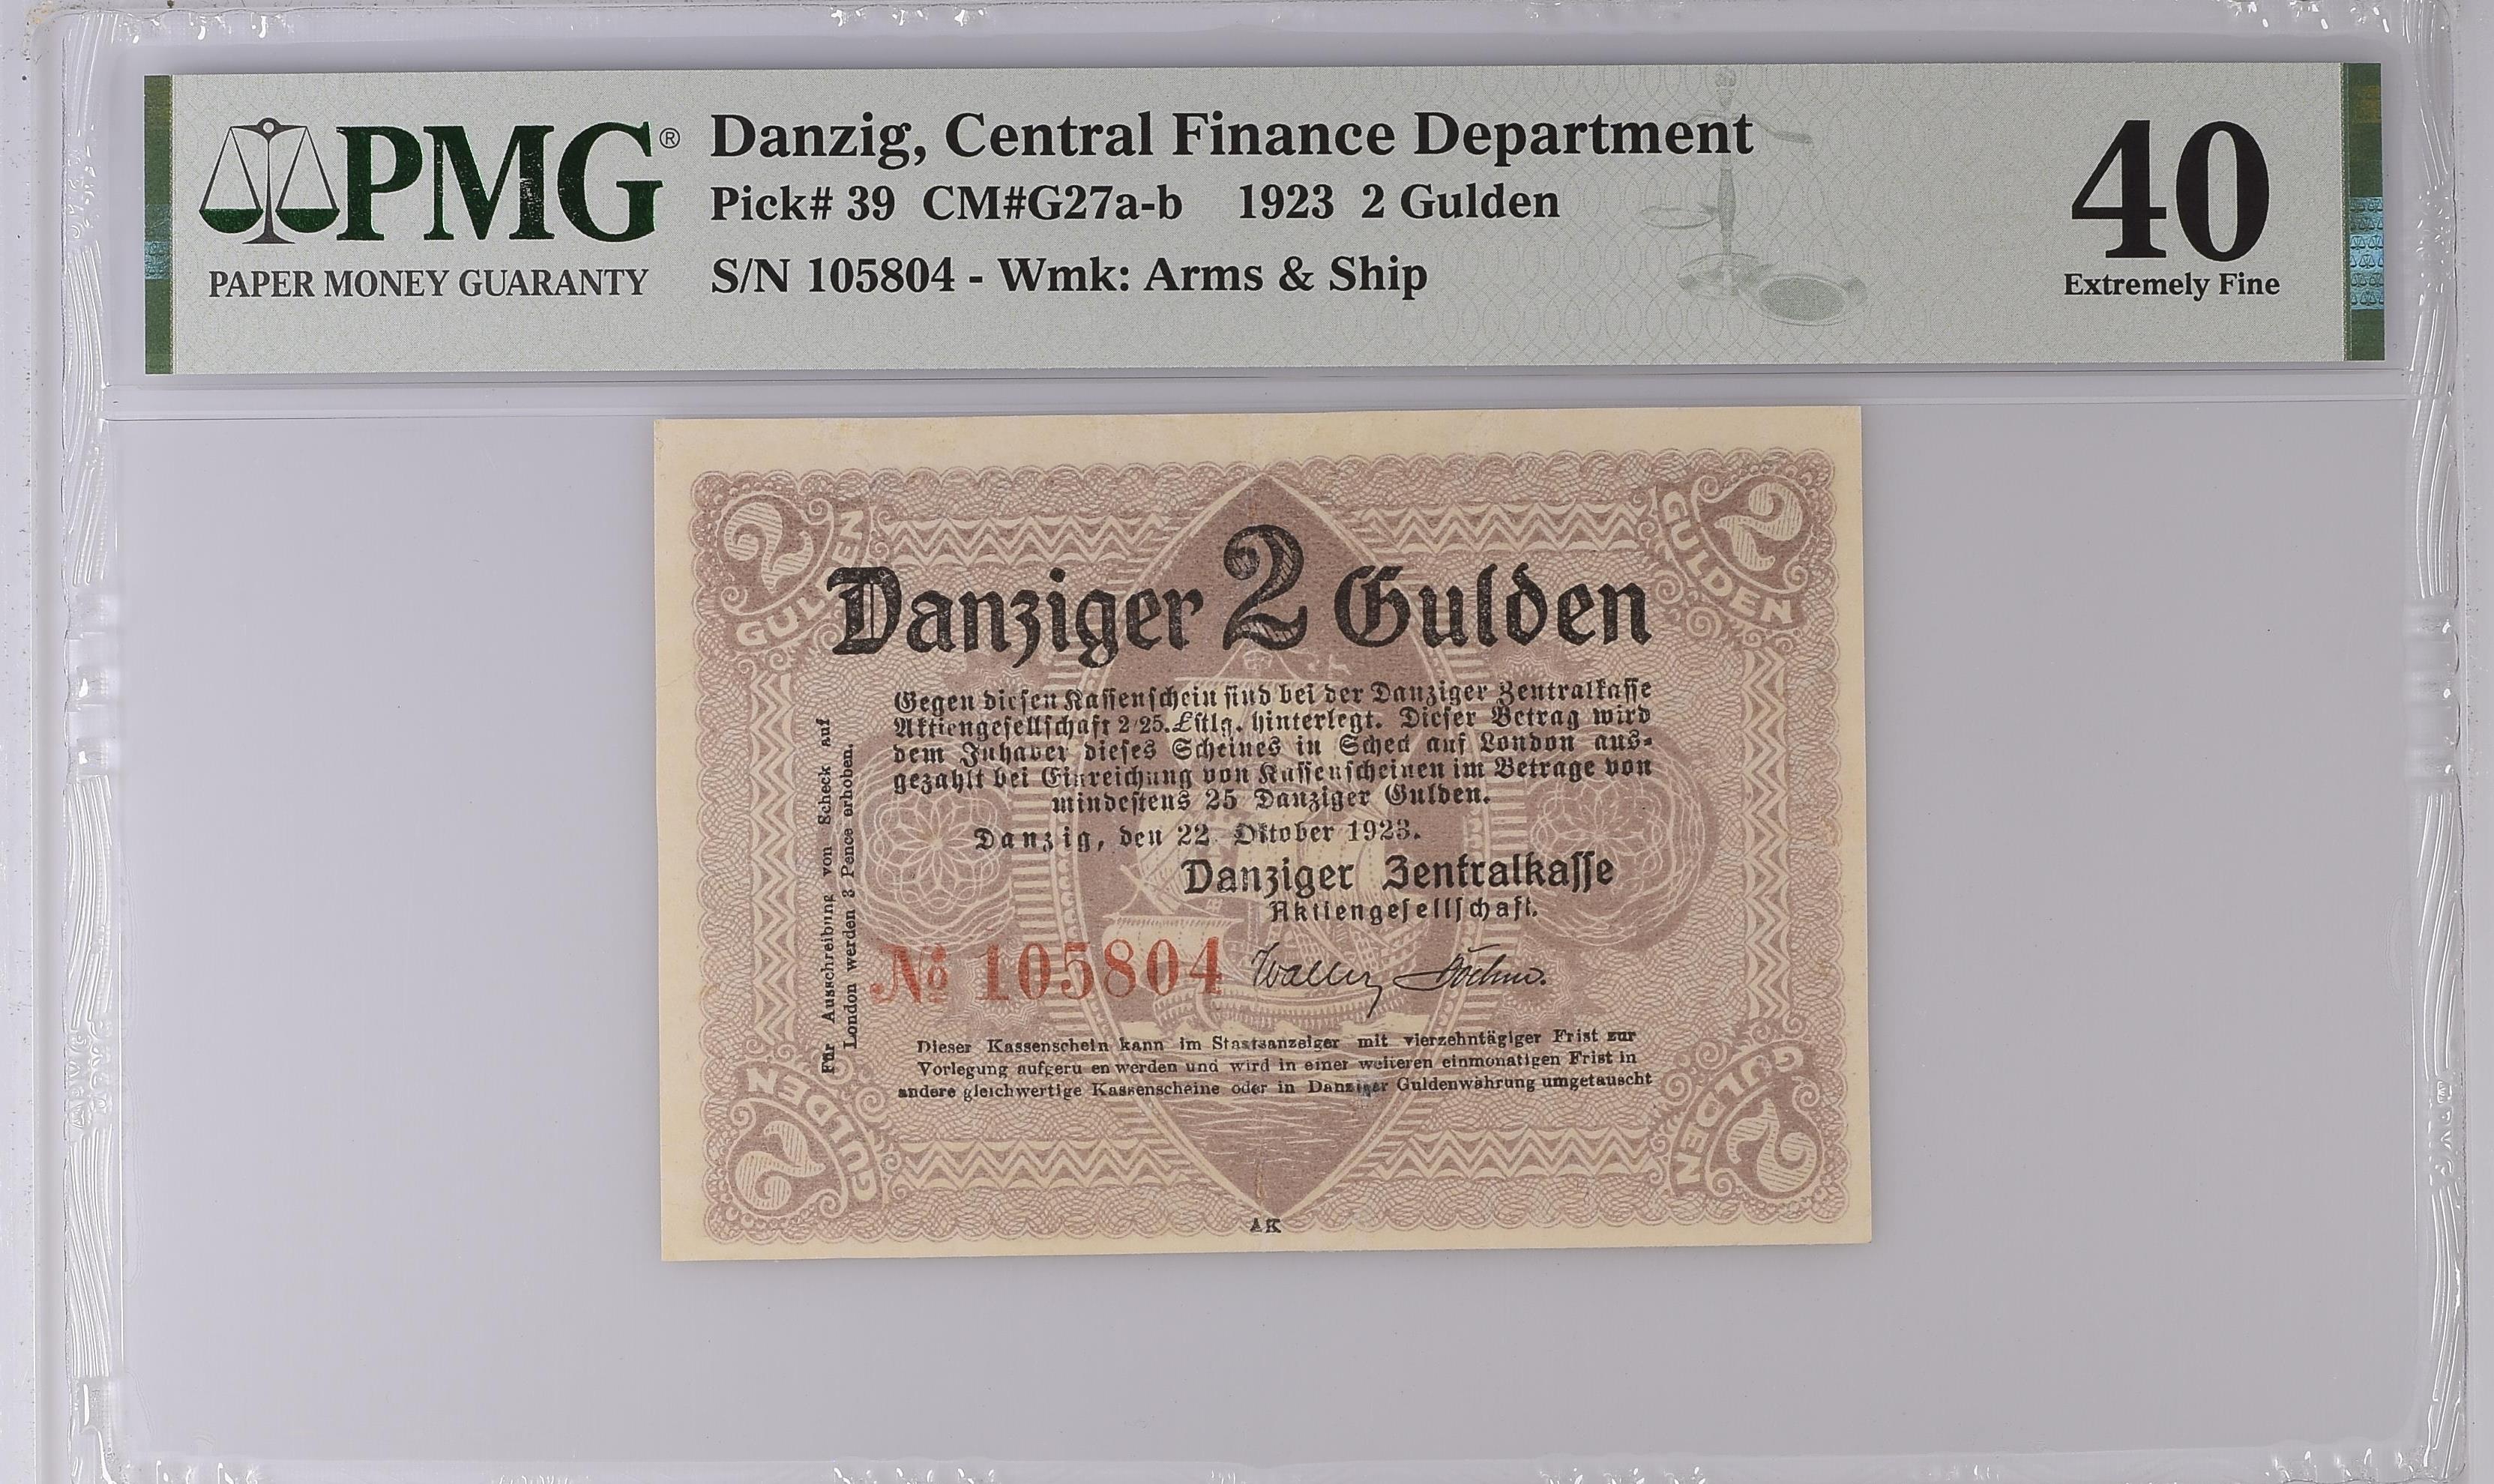 PMG®
PAPER MONEY GUARANTY
Danzig, Central Finance Department
Pick# 39 CM#G27a-b 1923 2 Gulden
S/N 105804 - Wmk: Arms & Ship
40
Extremely Fine
2 GULDEN
2 GULDEN
Danziger 2 Gulden
Gegen diesen Kassenschein sind bei der Danziger Zentralkasse
Aktiengesellschaft 2/25 £stlg. hinterlegt. Dieser Betrag wird
dem Inhaber dieses Scheines in Scheck auf London aus-
gezahlt bei Einreichung von Kassenscheinen im Betrage von
mindestens 25 Danziger Gulden.
Danzig, den 22. Oktober 1923.
Danziger Zentralkasse
Aktiengesellschaft.
No 105804
Für Ausschreibung von Scheck auf
London werden 3 Pence erhoben.
Dieser Kassenschein kann im Staatsanzeiger mit vierzehntägiger Frist zur
Vorlegung aufgeru en werden und wird in einer weiteren einmonatigen Frist in
andere gleichwertige Kassenscheine oder in Danziger Guldenwährung umgetauscht
2 GULDEN
2 GULDEN
AK